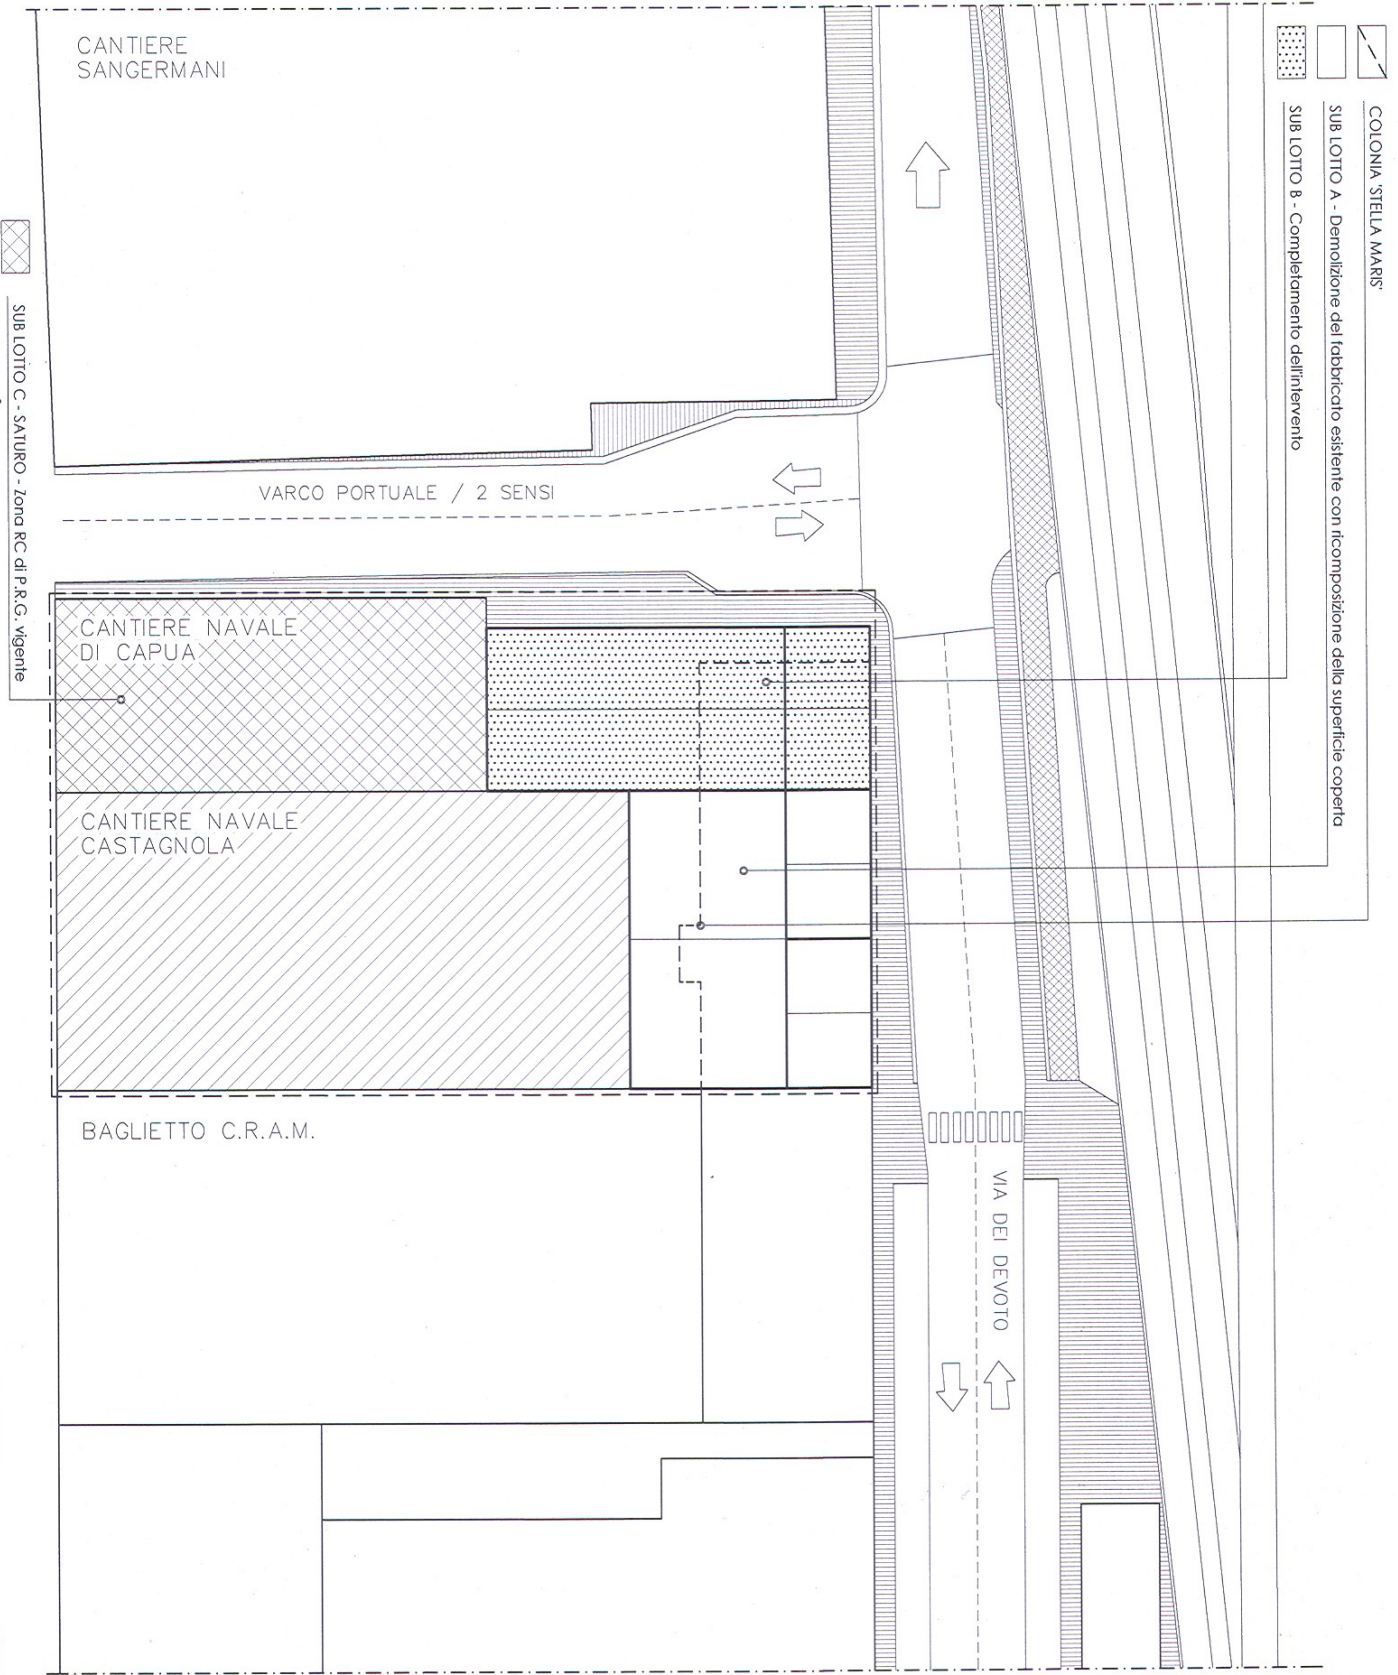 COLONIA 'STELLA MARIS'
SUB LOTTO A - Demolizione del fabbricato esistente con ricomposizione della superficie coperta
SUB LOTTO B - Completamento dell'intervento
CANTIERE
SANGERMANI
VARCO PORTUALE / 2 SENSI
CANTIERE NAVALE
DI CAPUA
CANTIERE NAVALE
CASTAGNOLA
BAGLIETTO C.R.A.M.
VIA DEI DEVOTO
SUB LOTTO C - SATURO - Zona RC di P.R.G. vigente